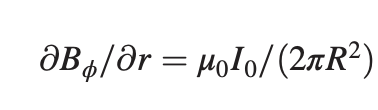 ∂B_ϕ/∂r = μ₀I₀/(2πR²)